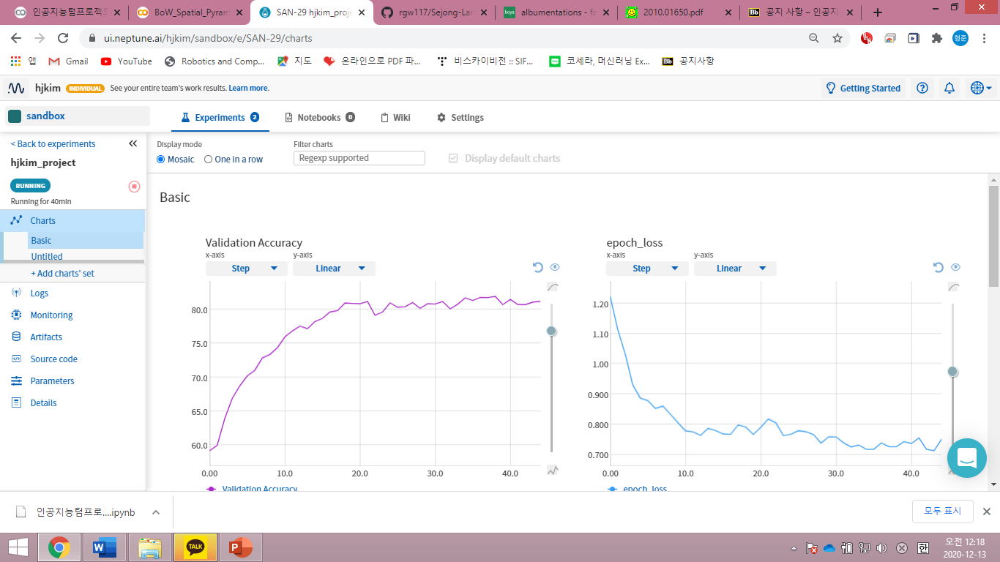 인공지능텀프로젝트
BoW_Spatial_Pyram
SAN-29 hjkim_proje
rgw117/Sejong-Lan
albumentations - fa
2010.01650.pdf
공지 사항 – 인공지
ui.neptune.ai/hjkim/sandbox/e/SAN-29/charts
형준
앱
Gmail
YouTube
Robotics and Comp...
지도
온라인으로 PDF 파...
비스카이비전 :: SIF...
코세라, 머신러닝 Ex...
공지사항
hjkim
INDIVIDUAL
See your entire team's work results. Learn more.
Getting Started
sandbox
Experiments 2
Notebooks 0
Wiki
Settings
< Back to experiments
hjkim_project
RUNNING
Running for 40min
Charts
Basic
Untitled
+ Add charts' set
Logs
Monitoring
Artifacts
Source code
Parameters
Details
Display mode
Mosaic
One in a row
Filter charts
Regexp supported
Display default charts
Basic
Validation Accuracy
x-axis
y-axis
Step
Linear
80.0
75.0
70.0
65.0
60.0
0.00
10.0
20.0
30.0
40.0
Validation Accuracy
epoch_loss
x-axis
y-axis
Step
Linear
1.20
1.10
1.00
0.900
0.800
0.700
0.00
10.0
20.0
30.0
40.0
epoch_loss
인공지능텀프로....ipynb
모두 표시
TALK
한
오전 12:18
2020-12-13